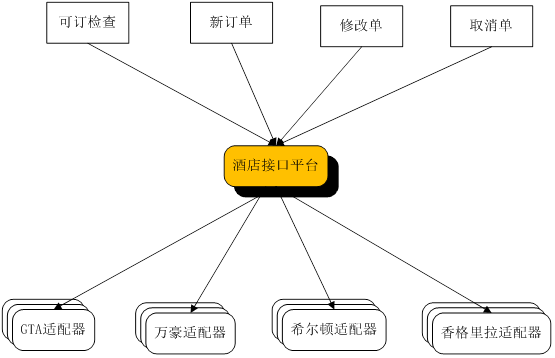 可订检查
新订单
修改单
取消单
酒店接口平台
GTA适配器
万豪适配器
希尔顿适配器
香格里拉适配器